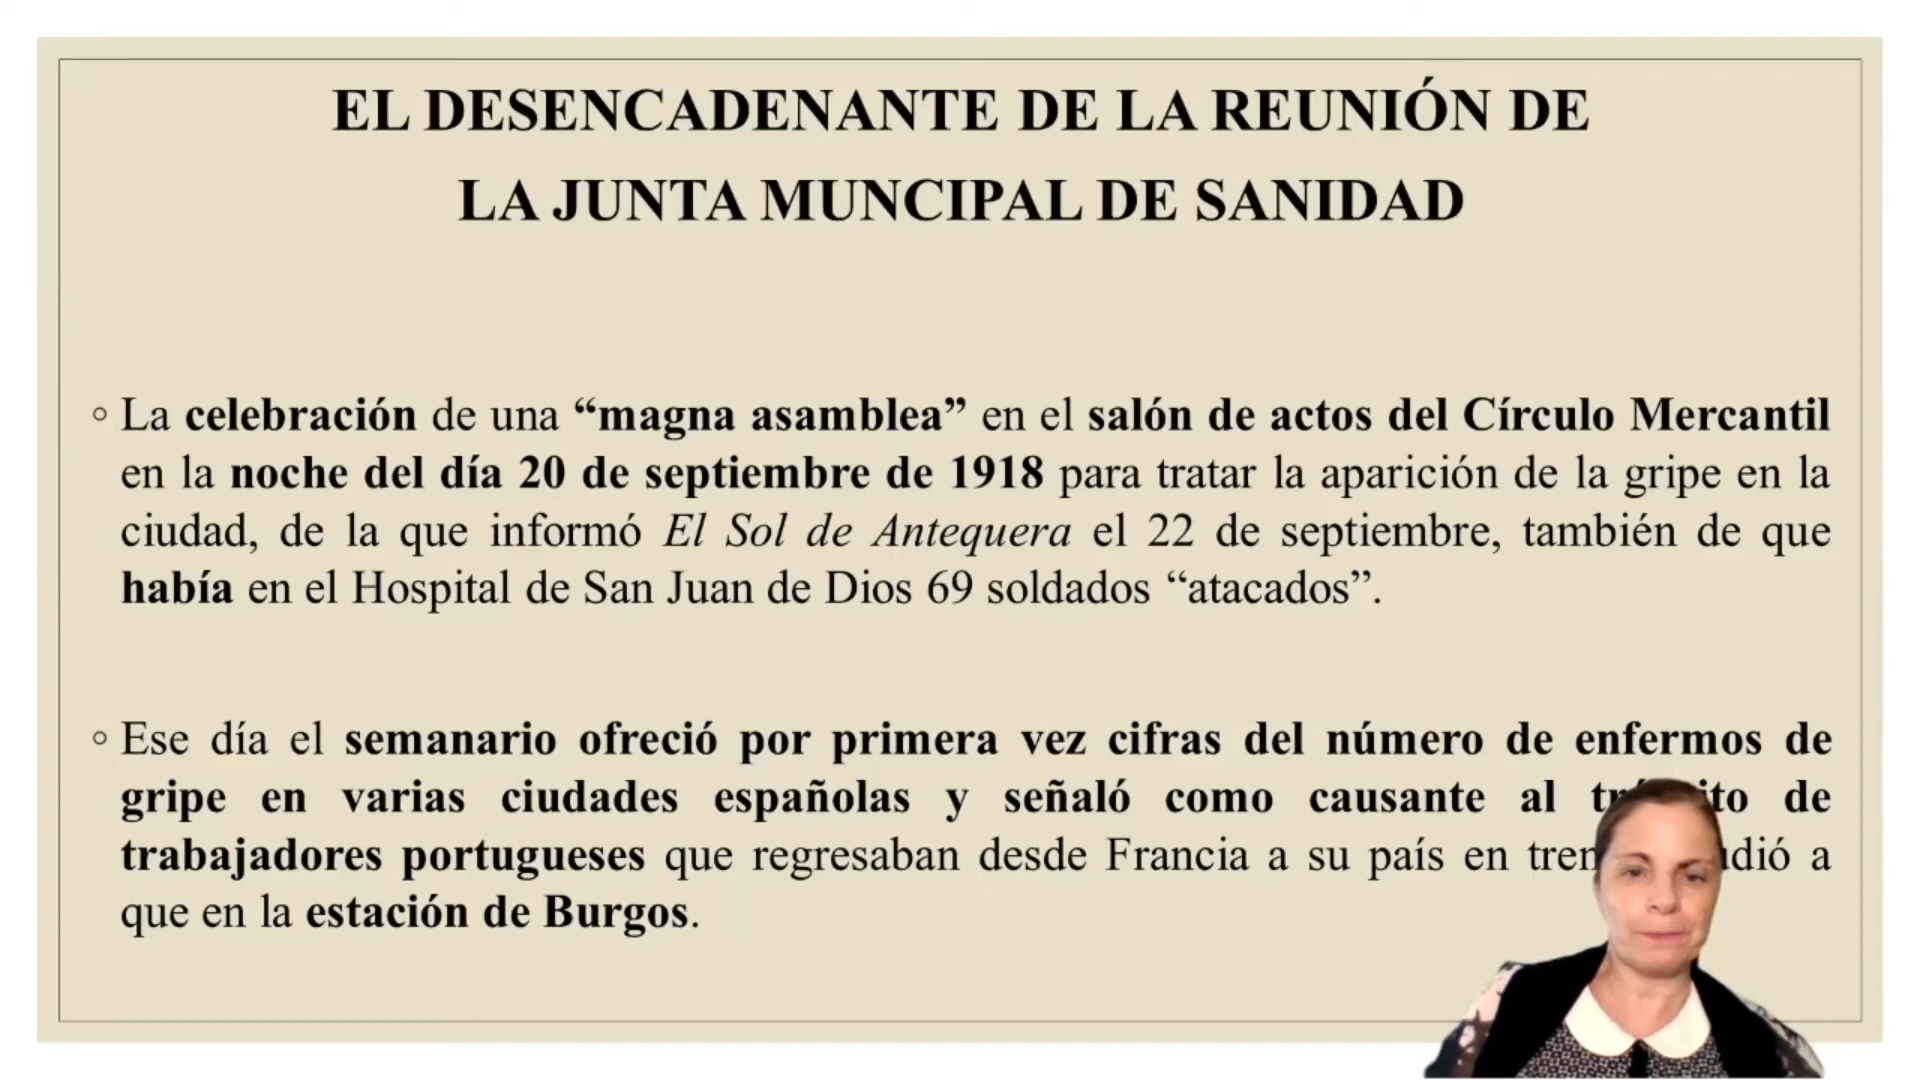 EL DESENCADENANTE DE LA REUNIÓN DE
LA JUNTA MUNCIPAL DE SANIDAD
◦ La celebración de una “magna asamblea” en el salón de actos del Círculo Mercantil
en la noche del día 20 de septiembre de 1918 para tratar la aparición de la gripe en la
ciudad, de la que informó El Sol de Antequera el 22 de septiembre, también de que
había en el Hospital de San Juan de Dios 69 soldados “atacados”.
◦ Ese día el semanario ofreció por primera vez cifras del número de enfermos de
gripe en varias ciudades españolas y señaló como causante al de
trabajadores portugueses que regresaban desde Francia a su país en a
que en la estación de Burgos.